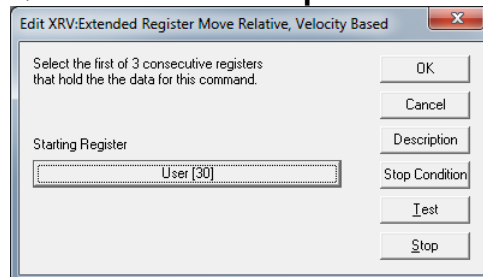 Edit XRV:Extended Register Move Relative, Velocity Based
Select the first of 3 consecutive registers
that hold the the data for this command.
OK
Cancel
Starting Register
Description
User [30]
Stop Condition
Test
Stop